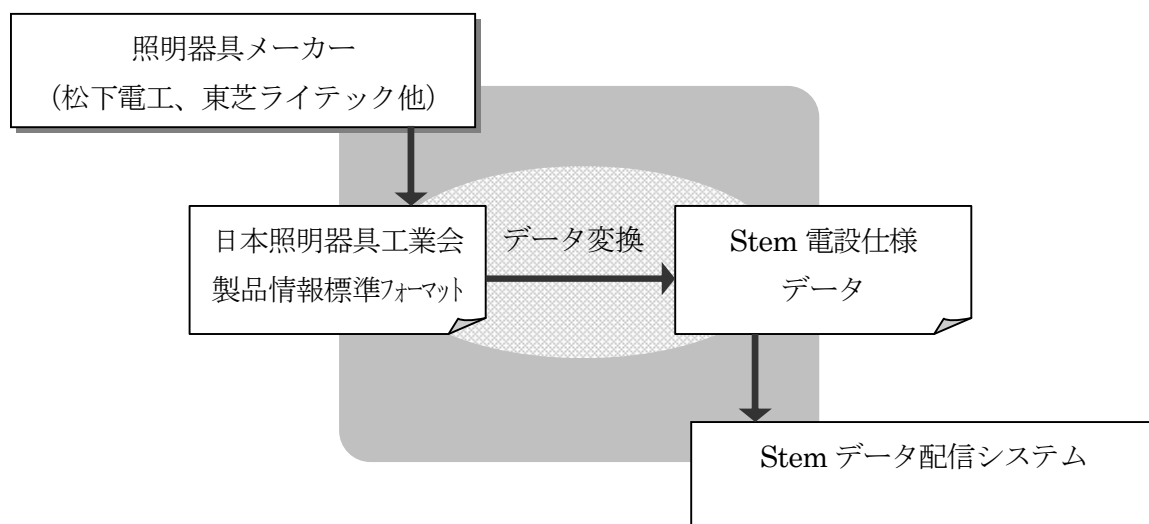 照明器具メーカー
（松下電工、東芝ライテック他）
日本照明器具工業会
製品情報標準ﾌｫｰﾏｯﾄ
データ変換
Stem 電設仕様
データ
Stem データ配信システム